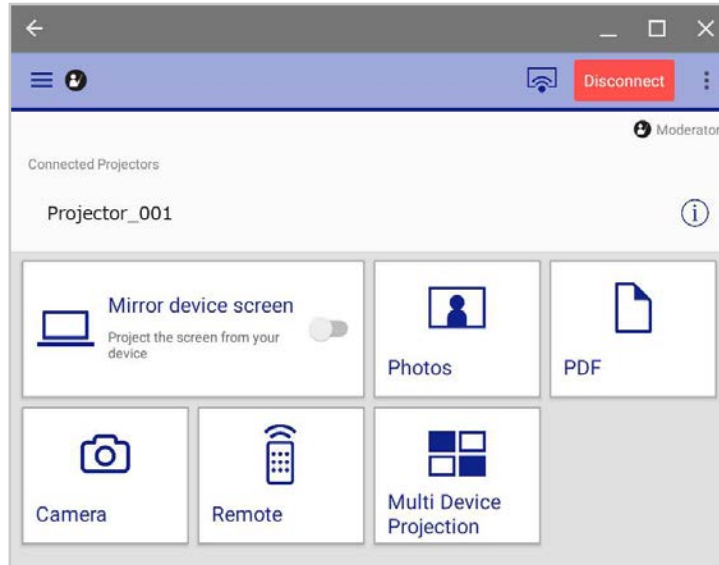 Disconnect
Moderator
Connected Projectors
Projector_001
Mirror device screen
Project the screen from your
device
Photos
PDF
Camera
Remote
Multi Device
Projection